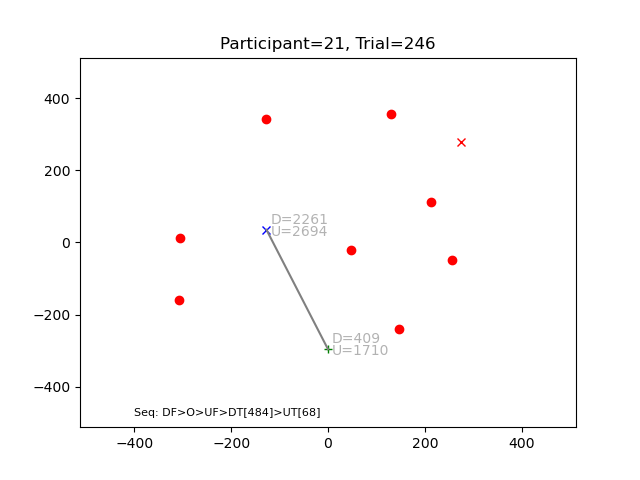 Participant=21, Trial=246
400
200
0
−200
−400
D=2261
U=2694
D=409
U=1710
Seq: DF>O>UF>DT[484]>UT[68]
−400 −200 0 200 400